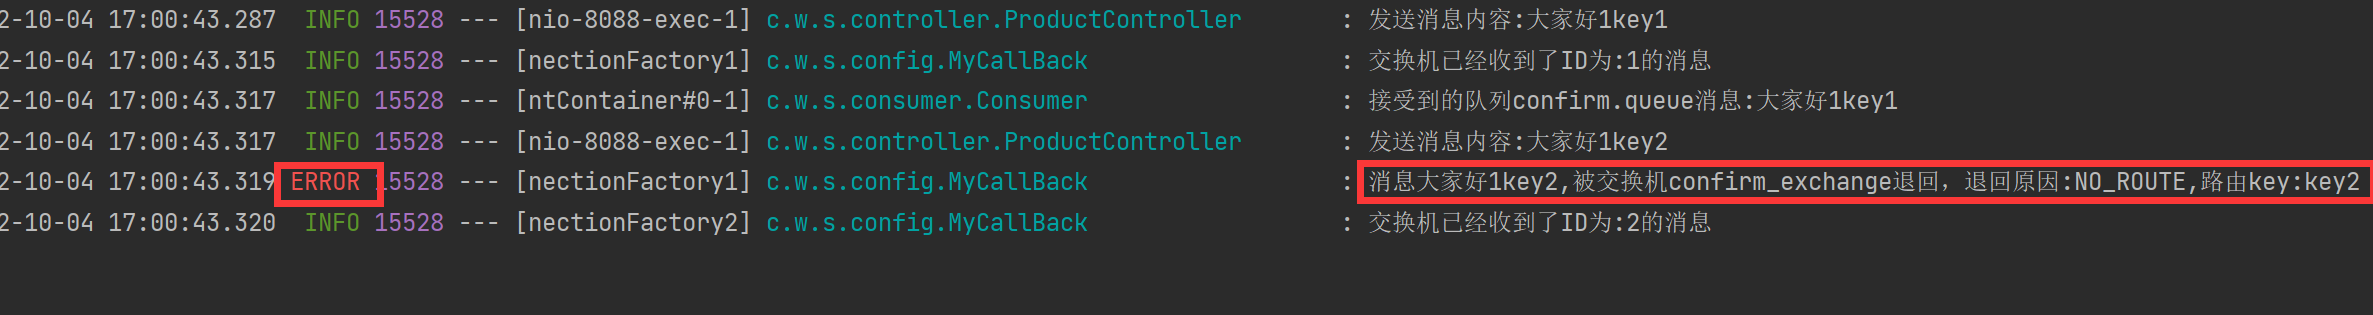 2-10-04 17:00:43.287  INFO 15528 --- [nio-8088-exec-1] c.w.s.controller.ProductController       : 发送消息内容:大家好1key1
2-10-04 17:00:43.315  INFO 15528 --- [nectionFactory1] c.w.s.config.MyCallBack                  : 交换机已经收到了ID为:1的消息
2-10-04 17:00:43.317  INFO 15528 --- [ntContainer#0-1] c.w.s.consumer.Consumer                  : 接受到的队列confirm.queue消息:大家好1key1
2-10-04 17:00:43.317  INFO 15528 --- [nio-8088-exec-1] c.w.s.controller.ProductController       : 发送消息内容:大家好1key2
2-10-04 17:00:43.319 ERROR 15528 --- [nectionFactory1] c.w.s.config.MyCallBack                  : 消息大家好1key2,被交换机confirm_exchange退回，退回原因:NO_ROUTE,路由key:key2
2-10-04 17:00:43.320  INFO 15528 --- [nectionFactory2] c.w.s.config.MyCallBack                  : 交换机已经收到了ID为:2的消息